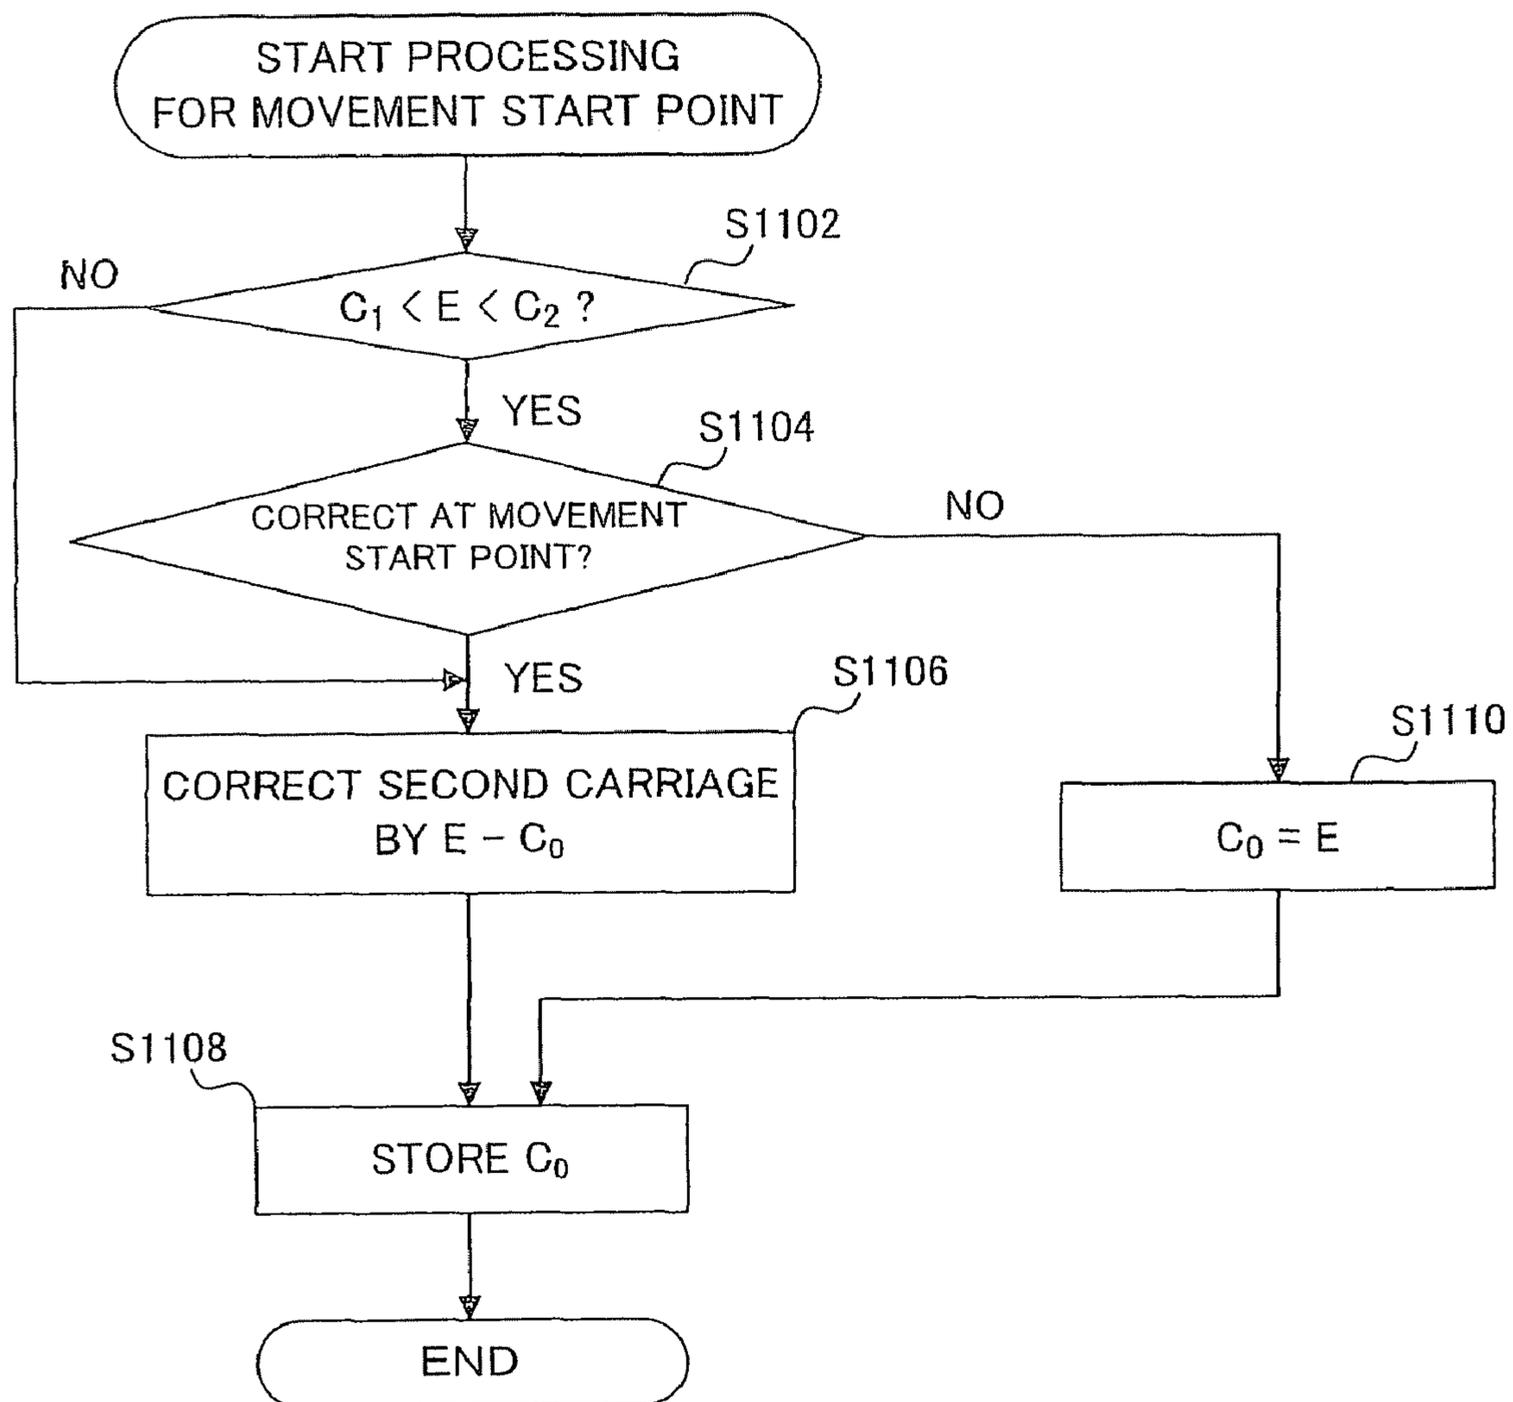 START PROCESSING
FOR MOVEMENT START POINT
S1102
NO
C₁ < E < C₂ ?
YES
S1104
CORRECT AT MOVEMENT
START POINT?
NO
YES
S1106
CORRECT SECOND CARRIAGE
BY E − C₀
S1110
C₀ = E
S1108
STORE C₀
END